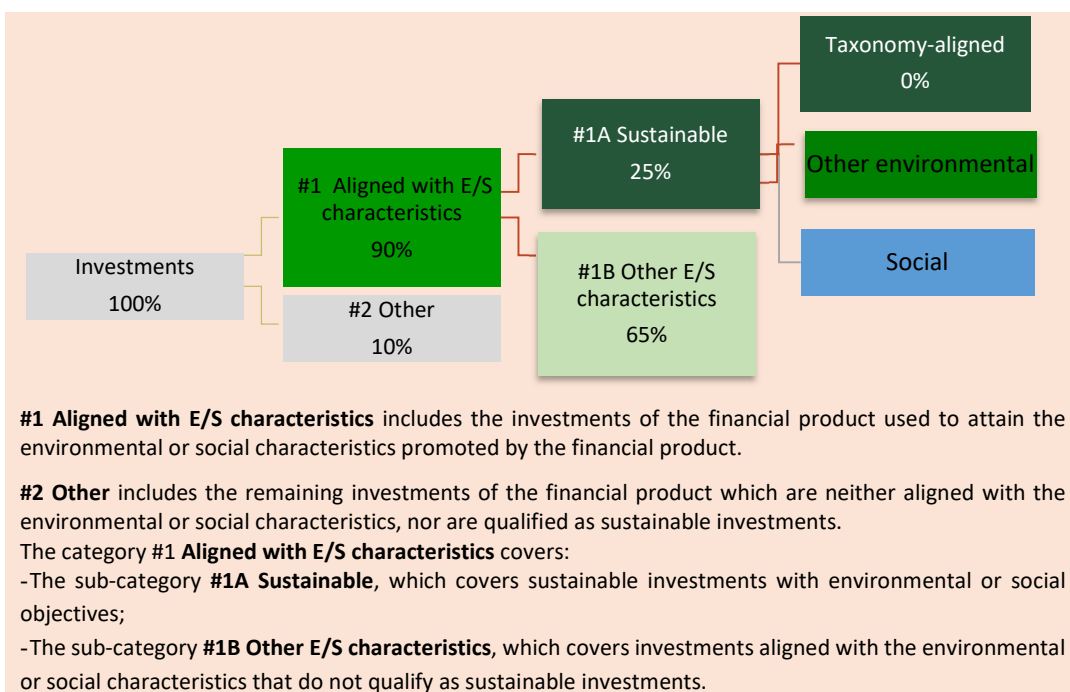 Taxonomy-aligned
0%
#1A Sustainable
25%
Other environmental
#1 Aligned with E/S
characteristics
90%
Social
Investments
100%
#1B Other E/S
characteristics
65%
#2 Other
10%
#1 Aligned with E/S characteristics includes the investments of the financial product used to attain the
environmental or social characteristics promoted by the financial product.
#2 Other includes the remaining investments of the financial product which are neither aligned with the
environmental or social characteristics, nor are qualified as sustainable investments.
The category #1 Aligned with E/S characteristics covers:
-The sub-category #1A Sustainable, which covers sustainable investments with environmental or social
objectives;
-The sub-category #1B Other E/S characteristics, which covers investments aligned with the environmental
or social characteristics that do not qualify as sustainable investments.